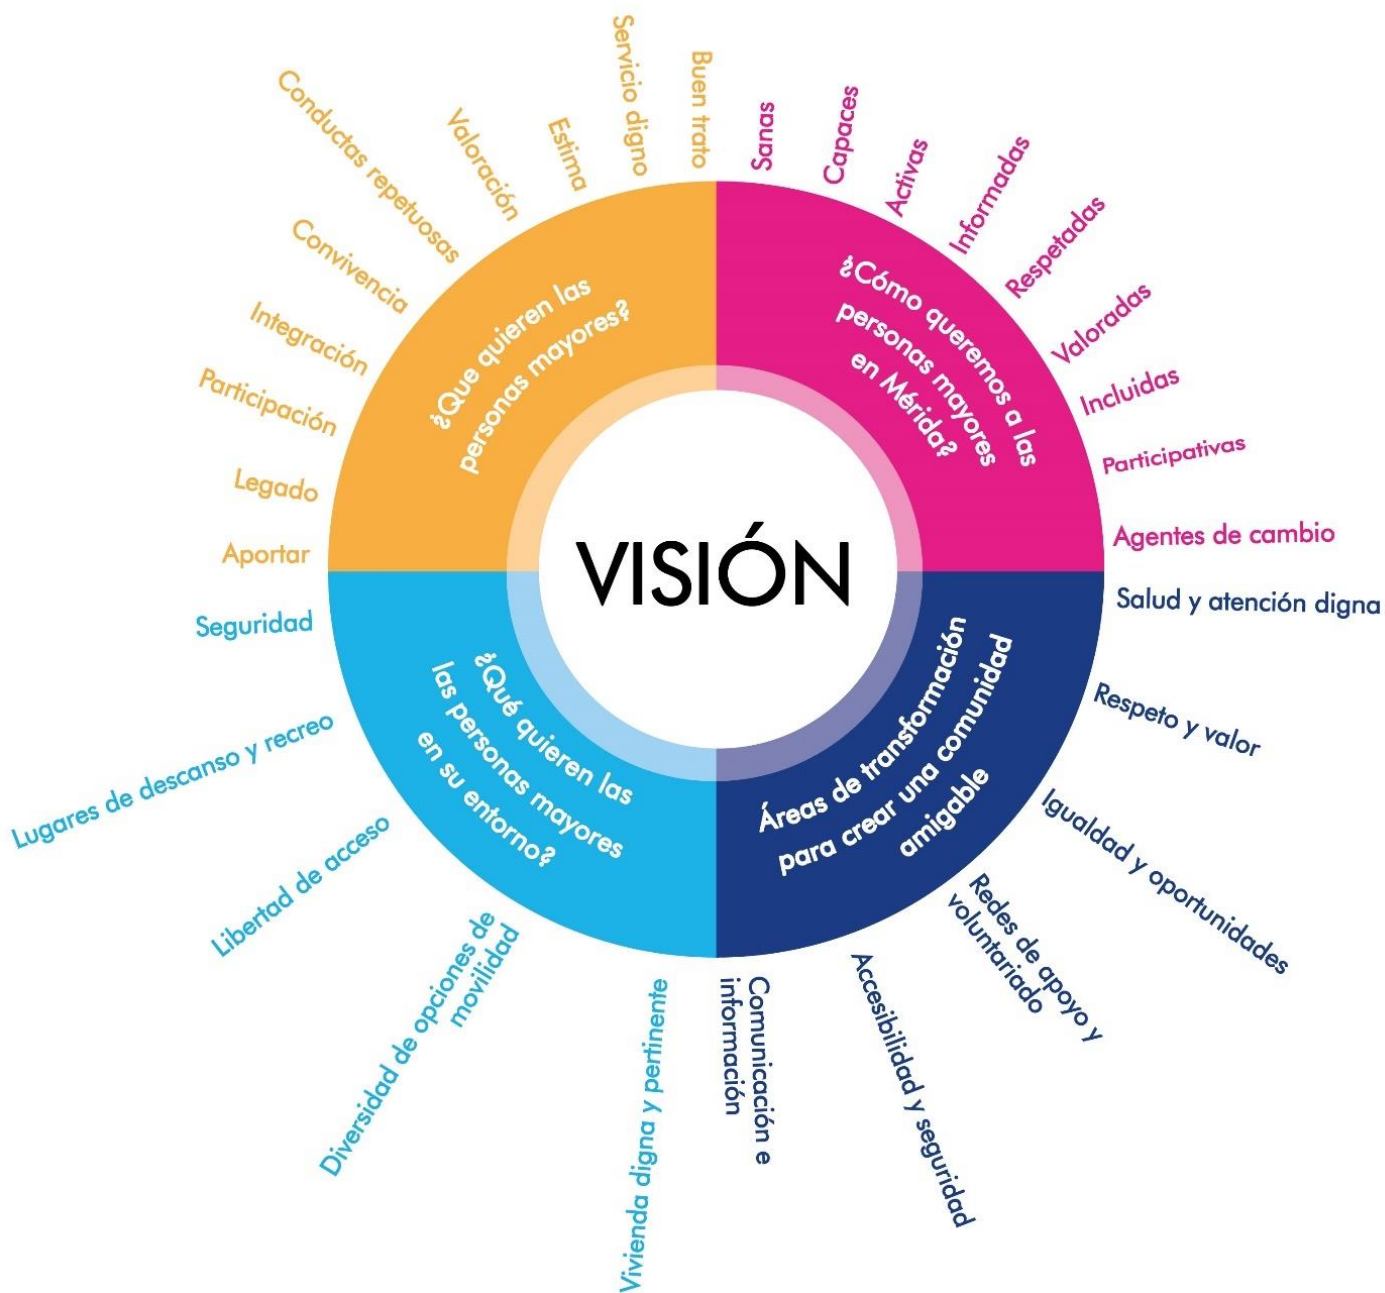 VISIÓN
¿Que quieren las
personas mayores?
Buen trato
Servicio digno
Estima
Valoración
Conductas repetuosas
Convivencia
Integración
Participación
Legado
Aportar
¿Cómo queremos a las
personas mayores
en Mérida?
Sanas
Capaces
Activas
Informadas
Respetadas
Valoradas
Incluidas
Participativas
Agentes de cambio
Áreas de transformación
para crear una comunidad
amigable
Salud y atención digna
Respeto y valor
Igualdad y oportunidades
Redes de apoyo y
voluntariado
Accesibilidad y seguridad
Comunicación e
información
¿Qué quieren las
las personas mayores
en su entorno?
Seguridad
Lugares de descanso y recreo
Libertad de acceso
Diversidad de opciones de
movilidad
Vivienda digna y pertinente